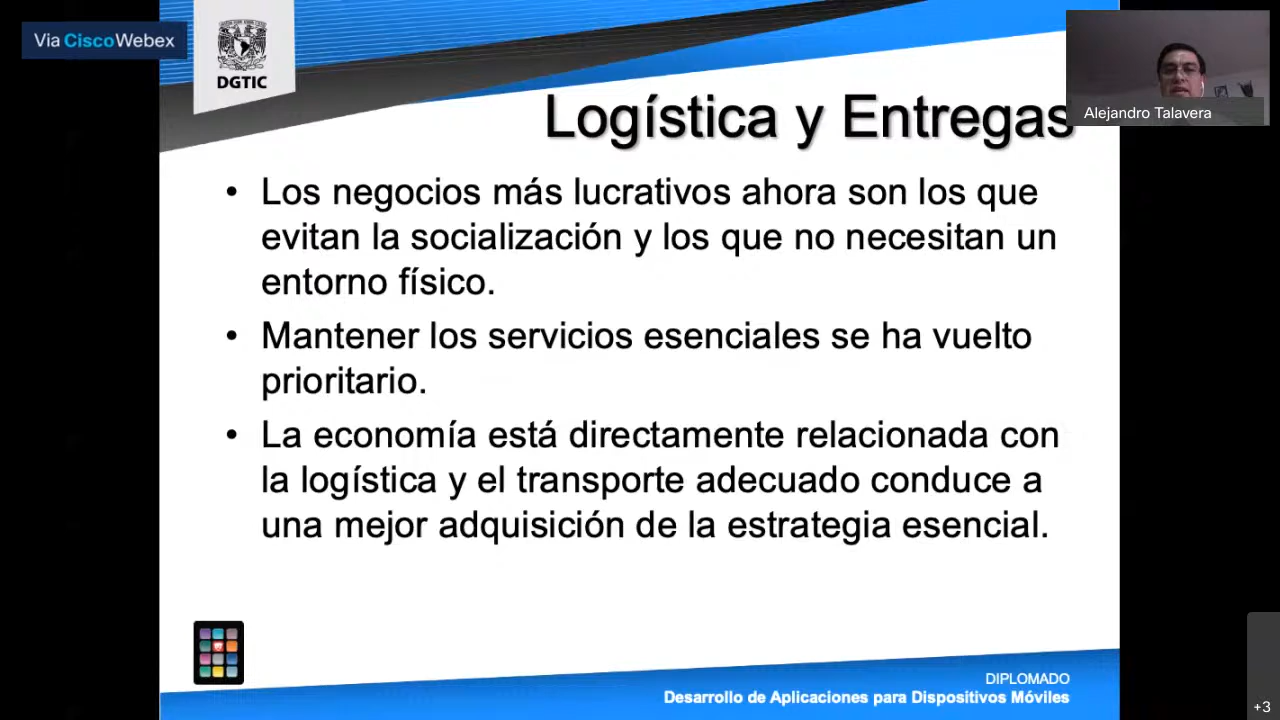 Via CiscoWebex
DGTIC
Alejandro Talavera
Logística y Entregas
• Los negocios más lucrativos ahora son los que
evitan la socialización y los que no necesitan un
entorno físico.
• Mantener los servicios esenciales se ha vuelto
prioritario.
• La economía está directamente relacionada con
la logística y el transporte adecuado conduce a
una mejor adquisición de la estrategia esencial.
DIPLOMADO
Desarrollo de Aplicaciones para Dispositivos Móviles
+3